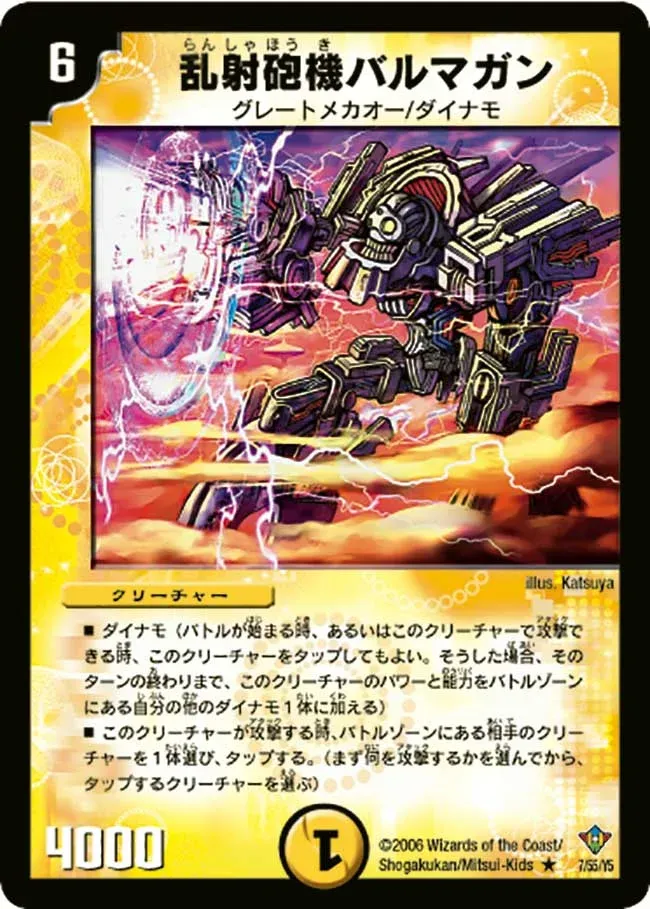 6
らんしゃほうき
乱射砲機バルマガン
グレートメカオー/ダイナモ
illus. Katsuya
クリーチャー
■ ダイナモ（バトルが始まる時、あるいはこのクリーチャーで攻撃で
きる時、このクリーチャーをタップしてもよい。そうした場合、その
ターンの終わりまで、このクリーチャーのパワーと能力をバトルゾーン
にある自分の他のダイナモ1体に加える）
■ このクリーチャーが攻撃する時、バトルゾーンにある相手のクリー
チャーを1体選び、タップする。（まず何を攻撃するかを選んでから、
タップするクリーチャーを選ぶ）
4000
1
©2006 Wizards of the Coast/
Shogakukan/Mitsui-Kids ★ 7/55/Y5